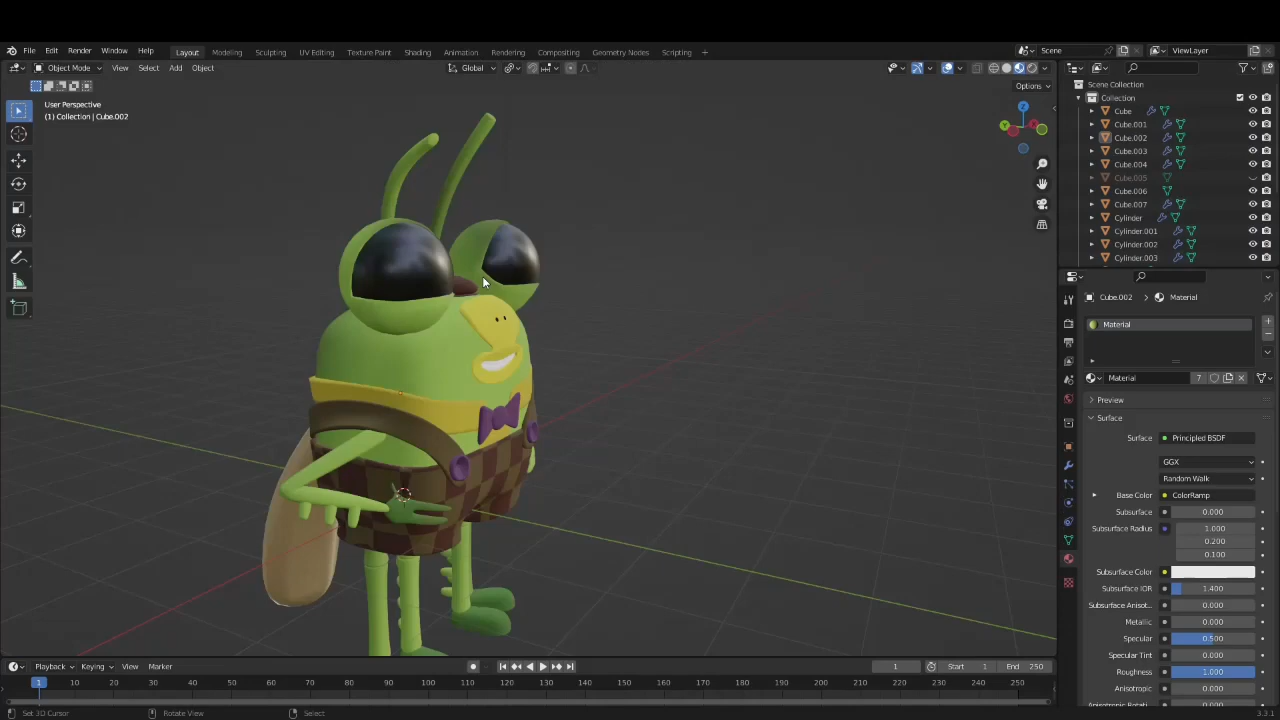 File Edit Render Window Help Layout Modeling Sculpting UV Editing Texture Paint Shading Animation Rendering Compositing Geometry Nodes Scripting + Scene ViewLayer
Object Mode View Select Add Object Global
Options
User Perspective
(1) Collection | Cube.002
Scene Collection
Collection
Cube
Cube.001
Cube.002
Cube.003
Cube.004
Cube.005
Cube.006
Cube.007
Cylinder
Cylinder.001
Cylinder.002
Cylinder.003
Cube.002 > Material
Material
Material 7
Preview
Surface
Surface Principled BSDF
GGX
Random Walk
Base Color ColorRamp
Subsurface 0.000
Subsurface Radius 1.000
0.200
0.100
Subsurface Color
Subsurface IOR 1.400
Subsurface Anisot.. 0.000
Metallic 0.000
Specular 0.500
Specular Tint 0.000
Roughness 1.000
Anisotropic 0.000
Anisotropic Rotati.. 0.000
Playback Keying View Marker 1 Start 1 End 250
1 10 20 30 40 50 60 70 80 90 100 110 120 130 140 150 160 170 180 190 200 210 220 230 240 250
Set 3D Cursor Rotate View Select 3.3.1